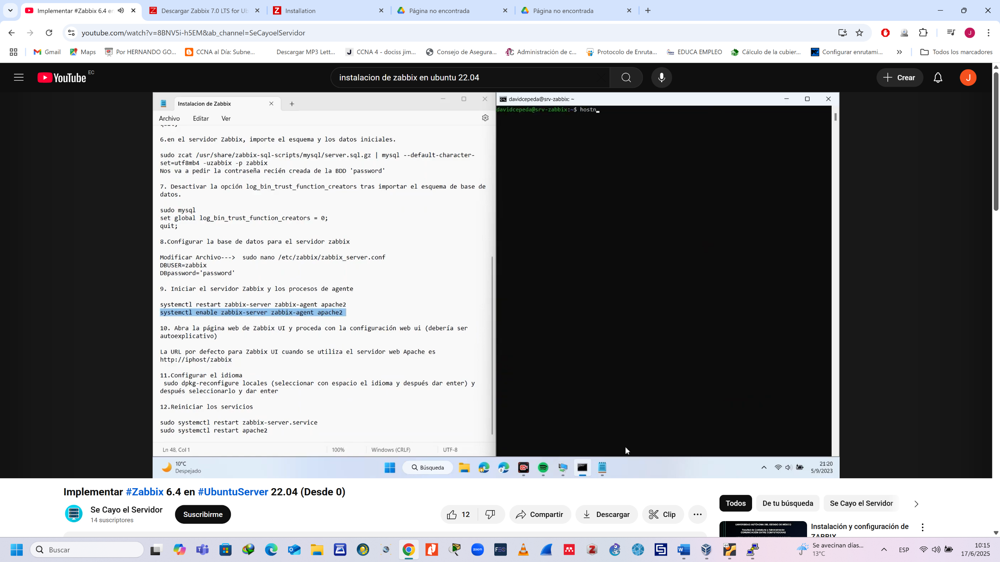 Implementar #Zabbix 6.4 en
Descargar Zabbix 7.0 LTS for Ub
Installation
Página no encontrada
Página no encontrada
youtube.com/watch?v=8BNV5i-h5EM&ab_channel=SeCayoelServidor
J
Gmail
Maps
Por HERNANDO GO...
CCNA al Día: Subne...
Descargar MP3 Lett...
CCNA 4 - dociss jim...
Consejo de Asegura...
Administración de c...
Protocolo de Enruta...
EDUCA EMPLEO
Cálculo de la cubier...
Configurar enrutami...
Todos los marcadores
YouTube EC
instalacion de zabbix en ubuntu 22.04
Crear
J
Instalacion de Zabbix
Archivo Editar Ver
6.en el servidor Zabbix, importe el esquema y los datos iniciales.
sudo zcat /usr/share/zabbix-sql-scripts/mysql/server.sql.gz | mysql --default-character-
set=utf8mb4 -uzabbix -p zabbix
Nos va a pedir la contraseña recién creada de la BDD 'password'
7. Desactivar la opción log_bin_trust_function_creators tras importar el esquema de base de
datos.
sudo mysql
set global log_bin_trust_function_creators = 0;
quit;
8.Configurar la base de datos para el servidor zabbix
Modificar Archivo---> sudo nano /etc/zabbix/zabbix_server.conf
DBUSER=zabbix
DBpassword='password'
9. Iniciar el servidor Zabbix y los procesos de agente
systemctl restart zabbix-server zabbix-agent apache2
systemctl enable zabbix-server zabbix-agent apache2
10. Abra la página web de Zabbix UI y proceda con la configuración web ui (debería ser
autoexplicativo)
La URL por defecto para Zabbix UI cuando se utiliza el servidor web Apache es
http://iphost/zabbix
11.Configurar el idioma
sudo dpkg-reconfigure locales (seleccionar con espacio el idioma y después dar enter) y
después seleccionarlo y dar enter
12.Reiniciar los servicios
sudo systemctl restart zabbix-server.service
sudo systemctl restart apache2
Ln 48, Col 1
100%
Windows (CRLF)
UTF-8
davidcepeda@srv-zabbix: ~
davidcepeda@srv-zabbix:~$ hostn
10°C
Despejado
Búsqueda
21:20
5/9/2023
Implementar #Zabbix 6.4 en #UbuntuServer 22.04 (Desde 0)
Se Cayo el Servidor
14 suscriptores
Suscribirme
12
Compartir
Descargar
Clip
Todos
De tu búsqueda
Se Cayo el Servidor
UNIVERSIDAD AUTÓNOMA DEL ESTADO DE MÉXICO
Facultad de Contaduría y Administración
COMUNICACIÓN ENTRE COMPUTADORAS
Instalación y configuración de
ZABBIX
Buscar
zoom
Se avecinan días...
13°C
ESP
10:15
17/6/2025